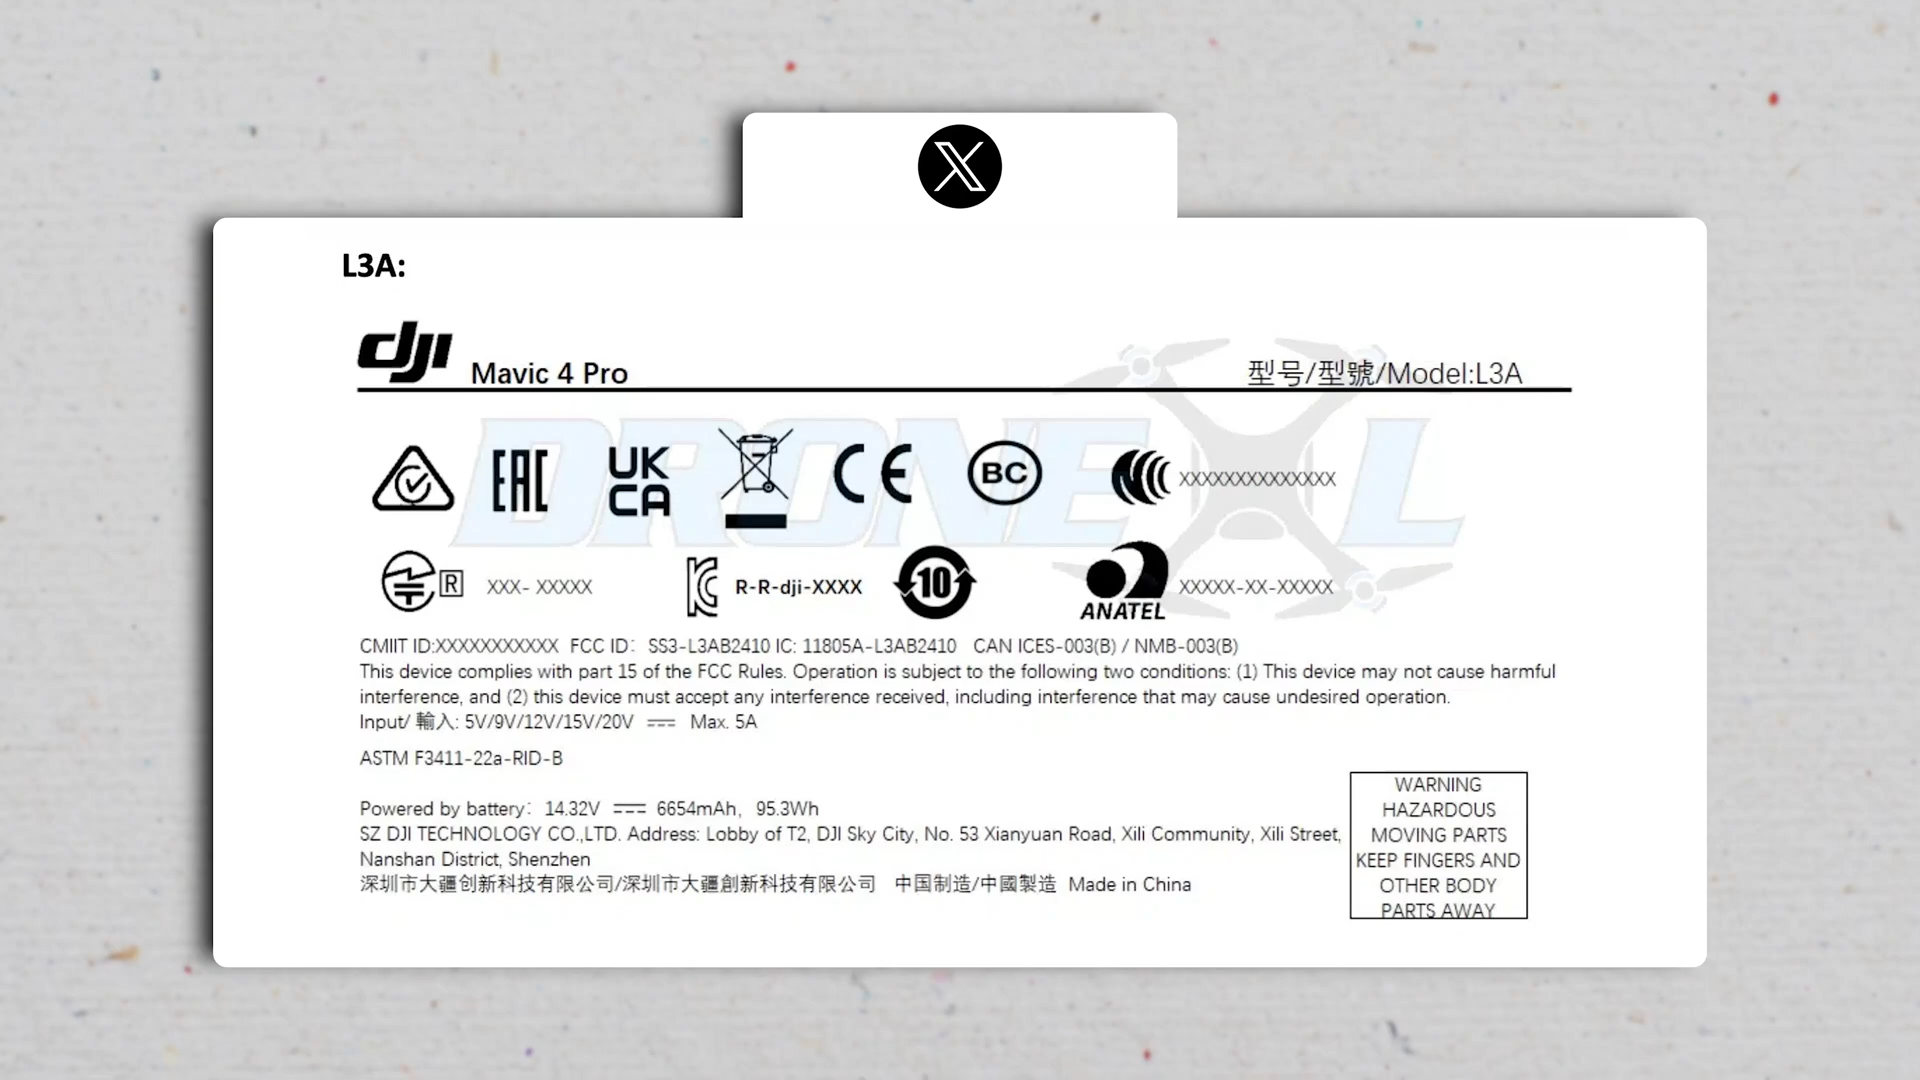 L3A:
dji Mavic 4 Pro 型号/型號/Model:L3A
DRONEXL
EAC UK CA CE BC XXXXXXXXXXXXXX
R XXX- XXXXX R-R-dji-XXXX 10 ANATEL XXXXX-XX-XXXXX
CMIIT ID:XXXXXXXXXXX FCC ID: SS3-L3AB2410 IC: 11805A-L3AB2410 CAN ICES-003(B) / NMB-003(B)
This device complies with part 15 of the FCC Rules. Operation is subject to the following two conditions: (1) This device may not cause harmful
interference, and (2) this device must accept any interference received, including interference that may cause undesired operation.
Input/ 輸入: 5V/9V/12V/15V/20V ⎓ Max. 5A
ASTM F3411-22a-RID-B
Powered by battery: 14.32V ⎓ 6654mAh, 95.3Wh
SZ DJI TECHNOLOGY CO.,LTD. Address: Lobby of T2, DJI Sky City, No. 53 Xianyuan Road, Xili Community, Xili Street,
Nanshan District, Shenzhen
深圳市大疆创新科技有限公司/深圳市大疆創新科技有限公司 中国制造/中國製造 Made in China
WARNING
HAZARDOUS
MOVING PARTS
KEEP FINGERS AND
OTHER BODY
PARTS AWAY